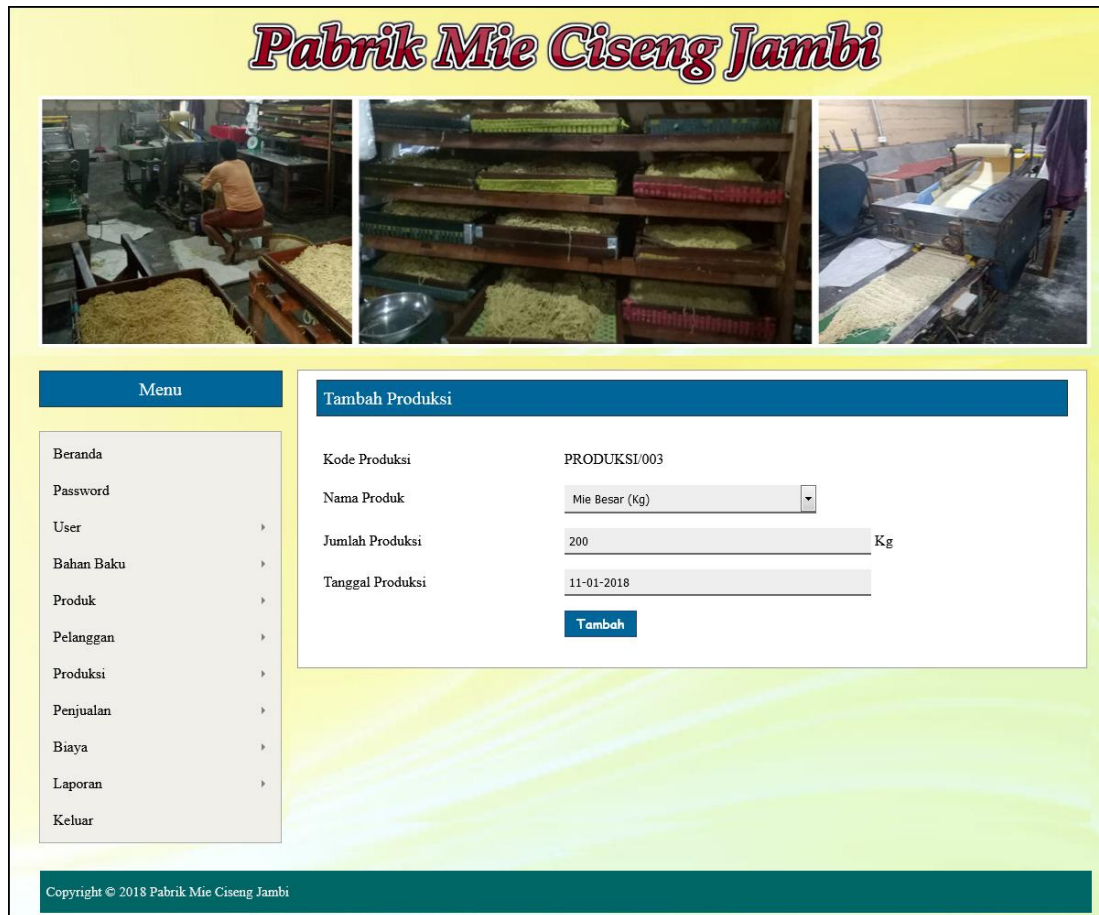 Pabrik Mie Ciseng Jambi
Menu
Beranda
Password
User
Bahan Baku
Produk
Pelanggan
Produksi
Penjualan
Biaya
Laporan
Keluar
Tambah Produksi
Kode Produksi PRODUKSI/003
Nama Produk Mie Besar (Kg)
Jumlah Produksi 200 Kg
Tanggal Produksi 11-01-2018
Tambah
Copyright © 2018 Pabrik Mie Ciseng Jambi